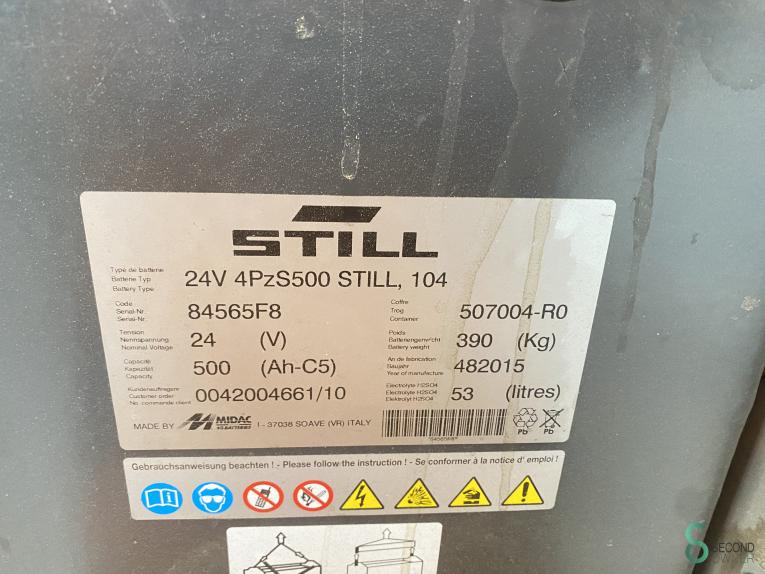 STILL
Type de batterie
Batterie Typ
Battery Type
24V 4PzS500 STILL, 104
Code
Serial-Nr.
Serial-Nr:
84565F8
Coffre
Trog
Container
507004-R0
Tension
Nennspannung
Nominal Voltage
24 (V)
Poids
Batteriengenwricht
Battery weight
390 (Kg)
Capacité
Kapazität
Capacity
500 (Ah-C5)
An de fabrication
Baujahr
Year of manufacture
482015
Kundenauftragsnr.
Customer order
No. commande client
0042004661/10
Electrolyte H2SO4
Electrolyte H2SO4
Elektrolyt H2SO4
53 (litres)
MADE BY MIDAC BATTERIES I - 37038 SOAVE (VR) ITALY
*84565F8*
Pb Pb
Gebrauchsanweisung beachten ! - Please follow the instruction ! - Se conformer à la notice d' emploi !
SECOND
OWNER